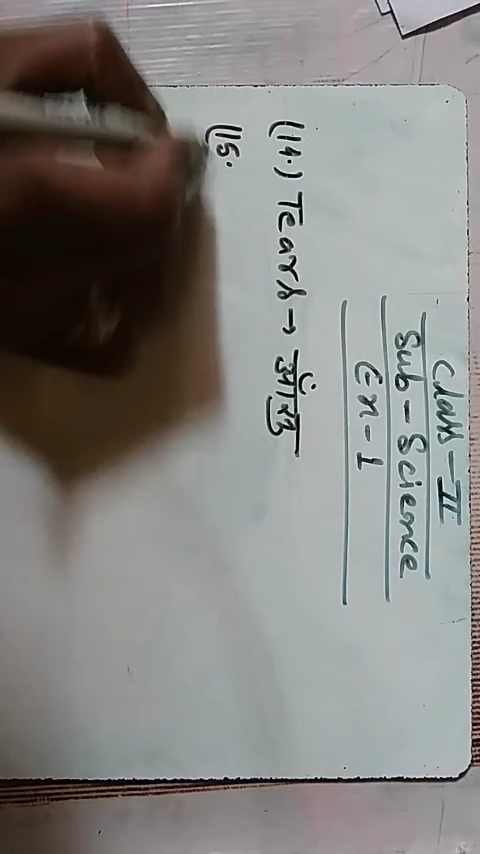 Class - II
Sub - Science
Ex - 1
(14.) Tears → आँसु
(15.